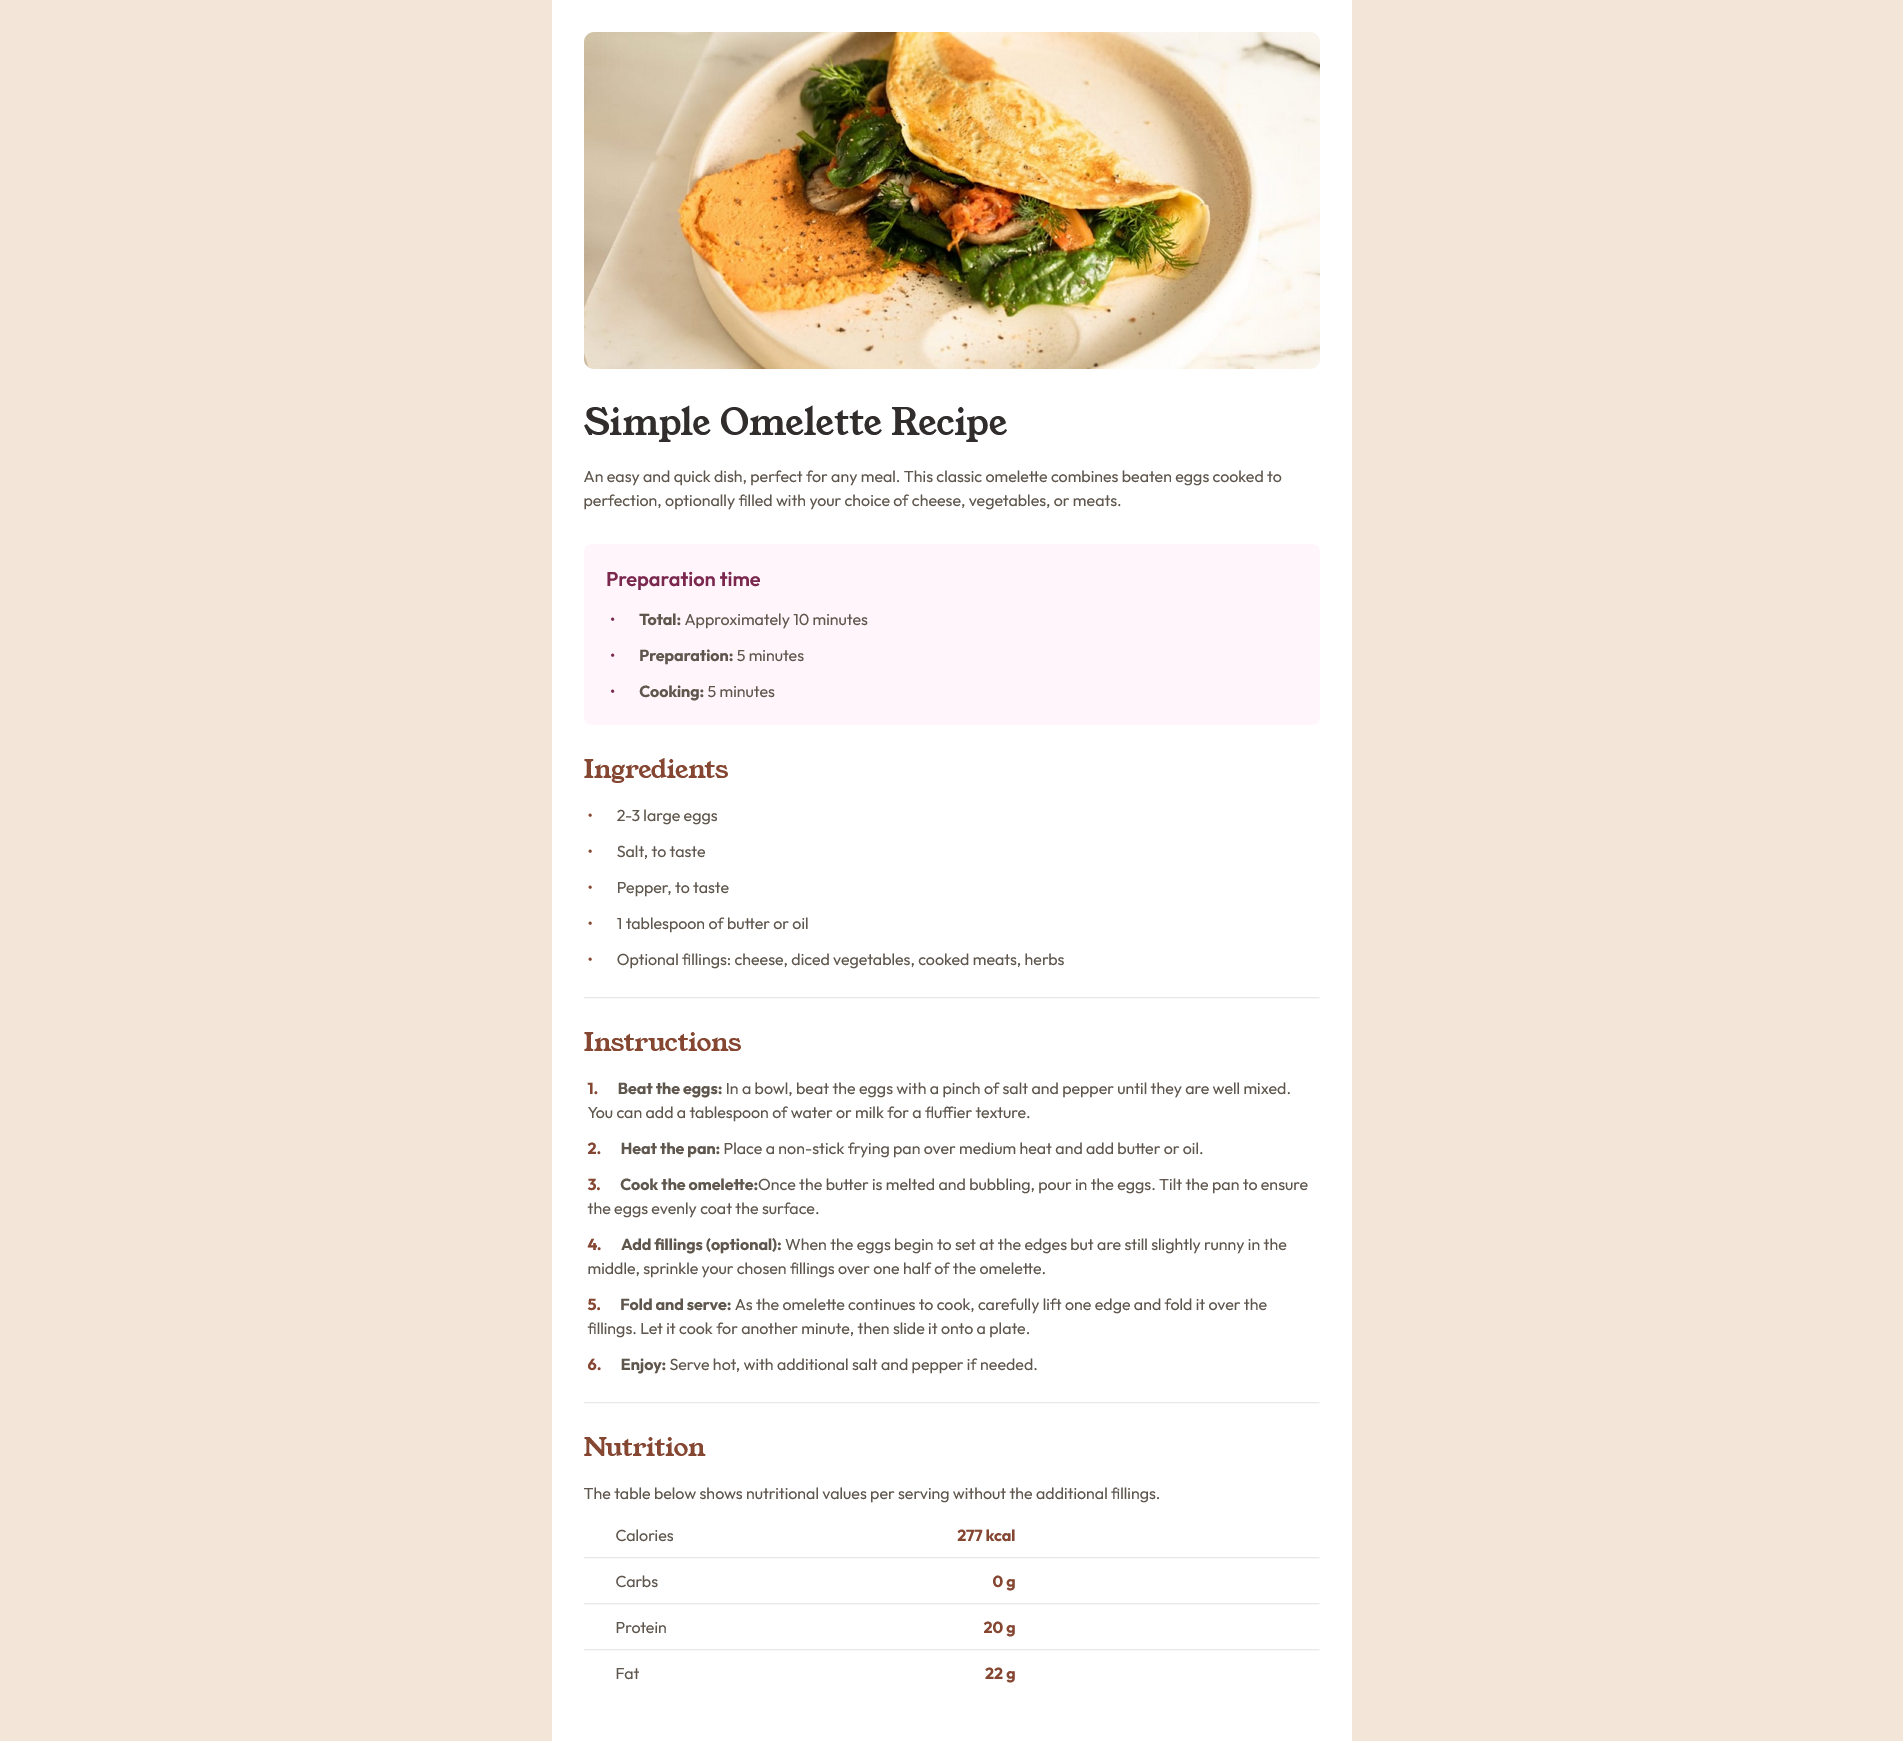 Simple Omelette Recipe
An easy and quick dish, perfect for any meal. This classic omelette combines beaten eggs cooked to
perfection, optionally filled with your choice of cheese, vegetables, or meats.
Preparation time
• Total: Approximately 10 minutes
• Preparation: 5 minutes
• Cooking: 5 minutes
Ingredients
• 2-3 large eggs
• Salt, to taste
• Pepper, to taste
• 1 tablespoon of butter or oil
• Optional fillings: cheese, diced vegetables, cooked meats, herbs
Instructions
1. Beat the eggs: In a bowl, beat the eggs with a pinch of salt and pepper until they are well mixed.
You can add a tablespoon of water or milk for a fluffier texture.
2. Heat the pan: Place a non-stick frying pan over medium heat and add butter or oil.
3. Cook the omelette:Once the butter is melted and bubbling, pour in the eggs. Tilt the pan to ensure
the eggs evenly coat the surface.
4. Add fillings (optional): When the eggs begin to set at the edges but are still slightly runny in the
middle, sprinkle your chosen fillings over one half of the omelette.
5. Fold and serve: As the omelette continues to cook, carefully lift one edge and fold it over the
fillings. Let it cook for another minute, then slide it onto a plate.
6. Enjoy: Serve hot, with additional salt and pepper if needed.
Nutrition
The table below shows nutritional values per serving without the additional fillings.
Calories 277 kcal
Carbs 0 g
Protein 20 g
Fat 22 g